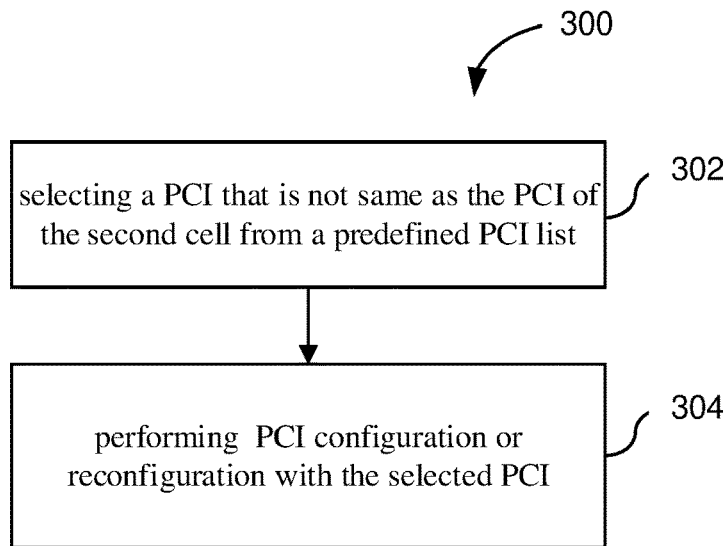 300
selecting a PCI that is not same as the PCI of
the second cell from a predefined PCI list
302
performing PCI configuration or
reconfiguration with the selected PCI
304